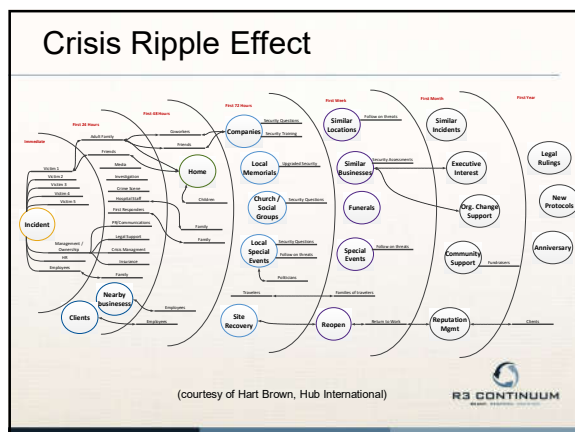 Crisis Ripple Effect
Immediate
First 28 Hours
First 48 Hours
First 72 Hours
First Week
First Month
First Year
Incident
Victim 1
Victim 2
Victim 3
Victim 4
Victim 5
Management /
Ownership
HR
Employees
Clients
Nearby
businesess
Adult Family
Friends
Media
Investigation
Crime Scene
Hospital Staff
First Responders
PR/Communications
Legal Support
Crisis Managment
Insurance
Family
Employees
Employees
Coworkers
Friends
Home
Children
Family
Family
Companies
Security Questions
Security Training
Local
Memorials
Upgraded Security
Church /
Social
Groups
Security Questions
Local
Special
Events
Security Questions
Follow on threats
Politicians
Travelers
Families of travelers
Site
Recovery
Similar
Locations
Follow on threats
Similar
Businesses
Security Assessments
Funerals
Special
Events
Follow on threats
Reopen
Return to Work
Similar
Incidents
Executive
Interest
Org. Change
Support
Community
Support
Fundraisers
Reputation
Mgmt
Clients
Legal
Rulings
New
Protocols
Anniversary
(courtesy of Hart Brown, Hub International)
R3 CONTINUUM